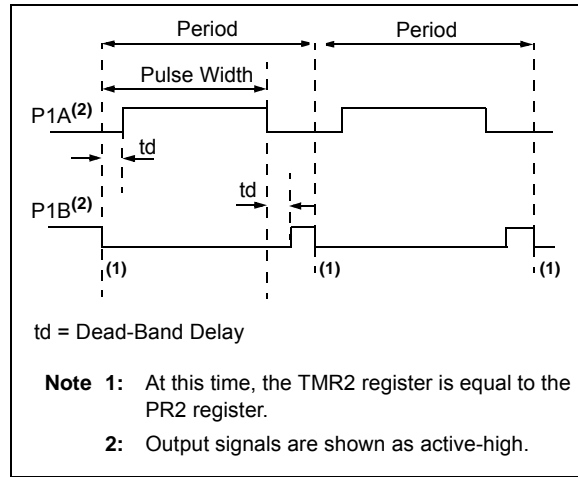 Period Period
Pulse Width
P1A(2)
td
td
P1B(2)
(1) (1) (1)
td = Dead-Band Delay
Note 1: At this time, the TMR2 register is equal to the
PR2 register.
2: Output signals are shown as active-high.